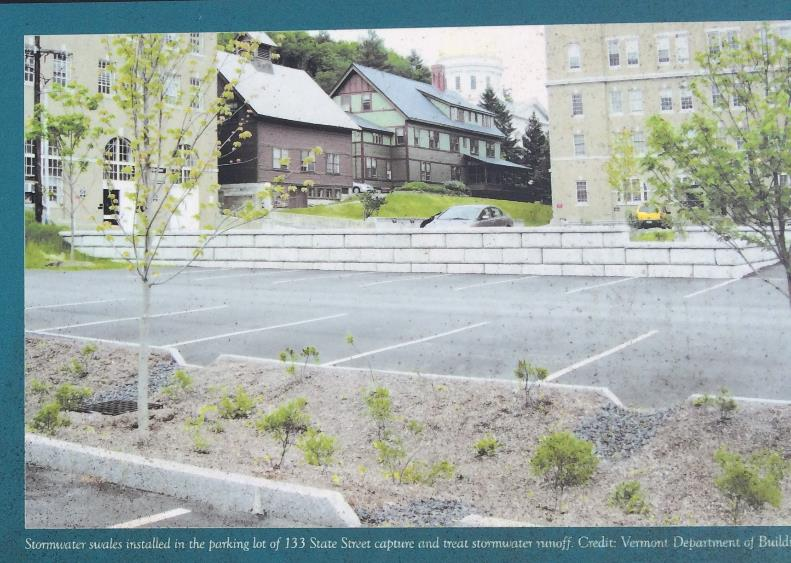 Stormwater swales installed in the parking lot of 133 State Street capture and treat stormwater runoff. Credit: Vermont Department of Build